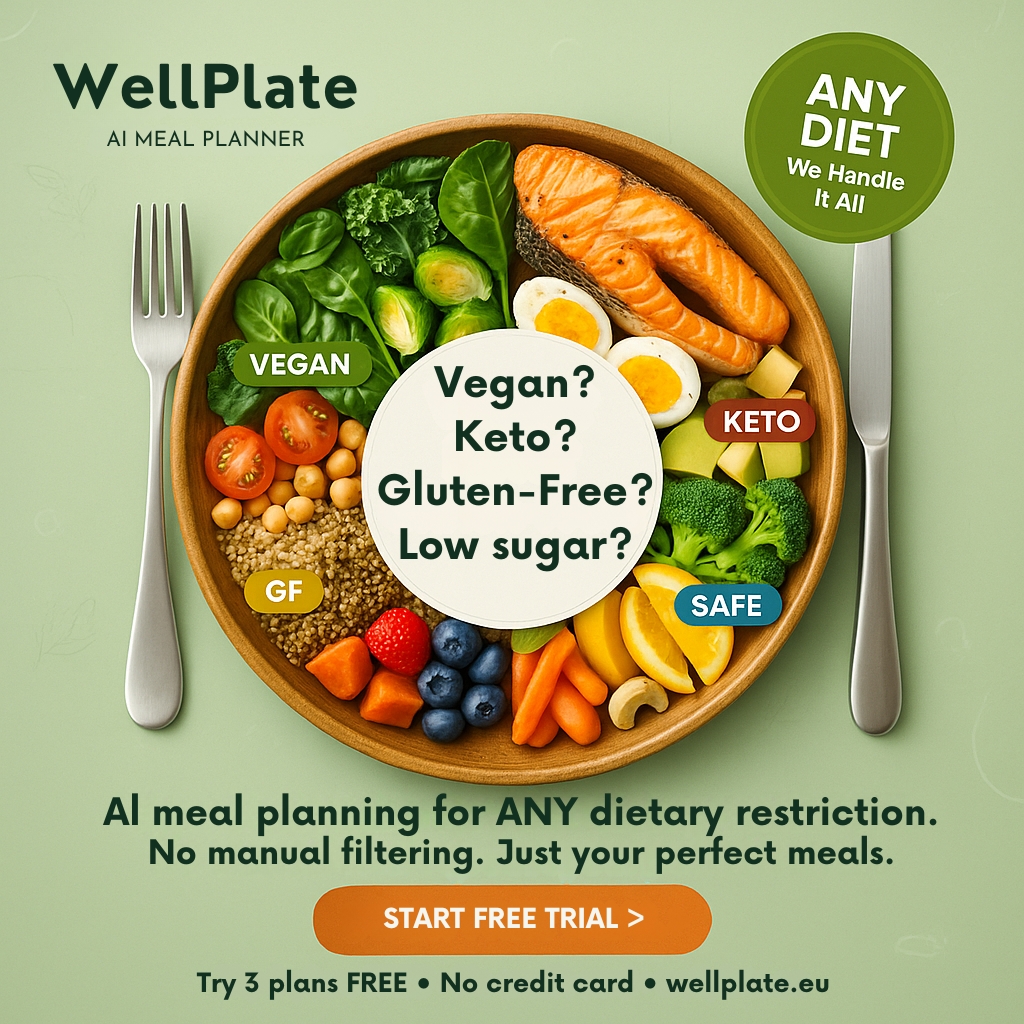 WellPlate
AI MEAL PLANNER
ANY
DIET
We Handle
It All
VEGAN
Vegan?
Keto?
Gluten-Free?
Low sugar?
KETO
GF
SAFE
AI meal planning for ANY dietary restriction.
No manual filtering. Just your perfect meals.
START FREE TRIAL >
Try 3 plans FREE • No credit card • wellplate.eu